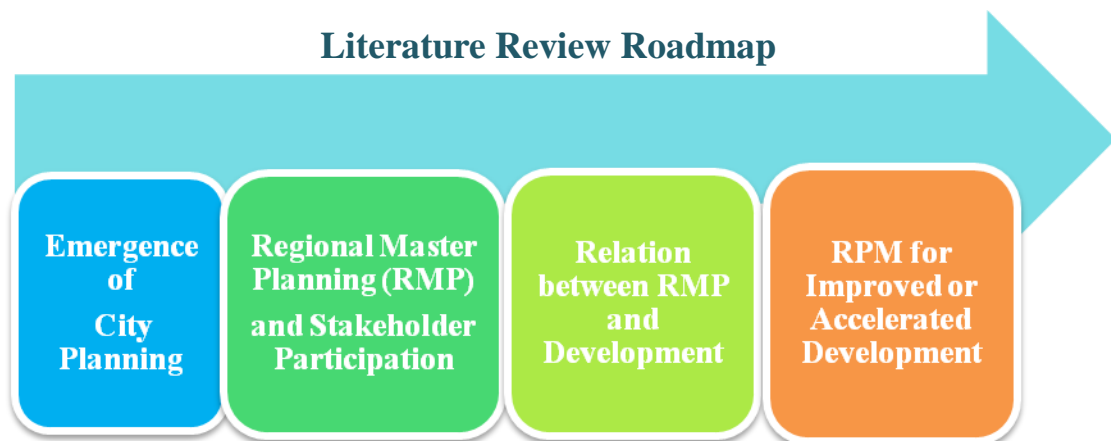 Literature Review Roadmap
Emergence
of
City
Planning
Regional Master
Planning (RMP)
and Stakeholder
Participation
Relation
between RMP
and
Development
RPM for
Improved or
Accelerated
Development